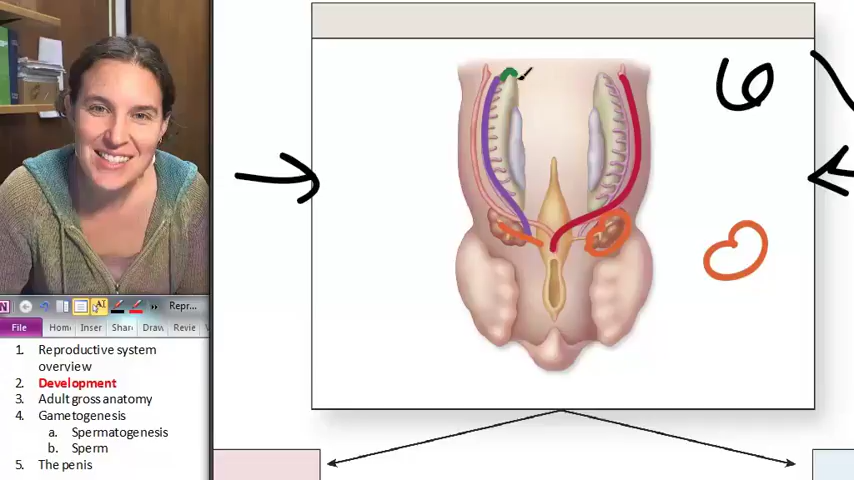 6
N
A
Repr...
File
Home
Inser
Shar
Draw
Revie
1. Reproductive system
overview
2. Development
3. Adult gross anatomy
4. Gametogenesis
a. Spermatogenesis
b. Sperm
5. The penis